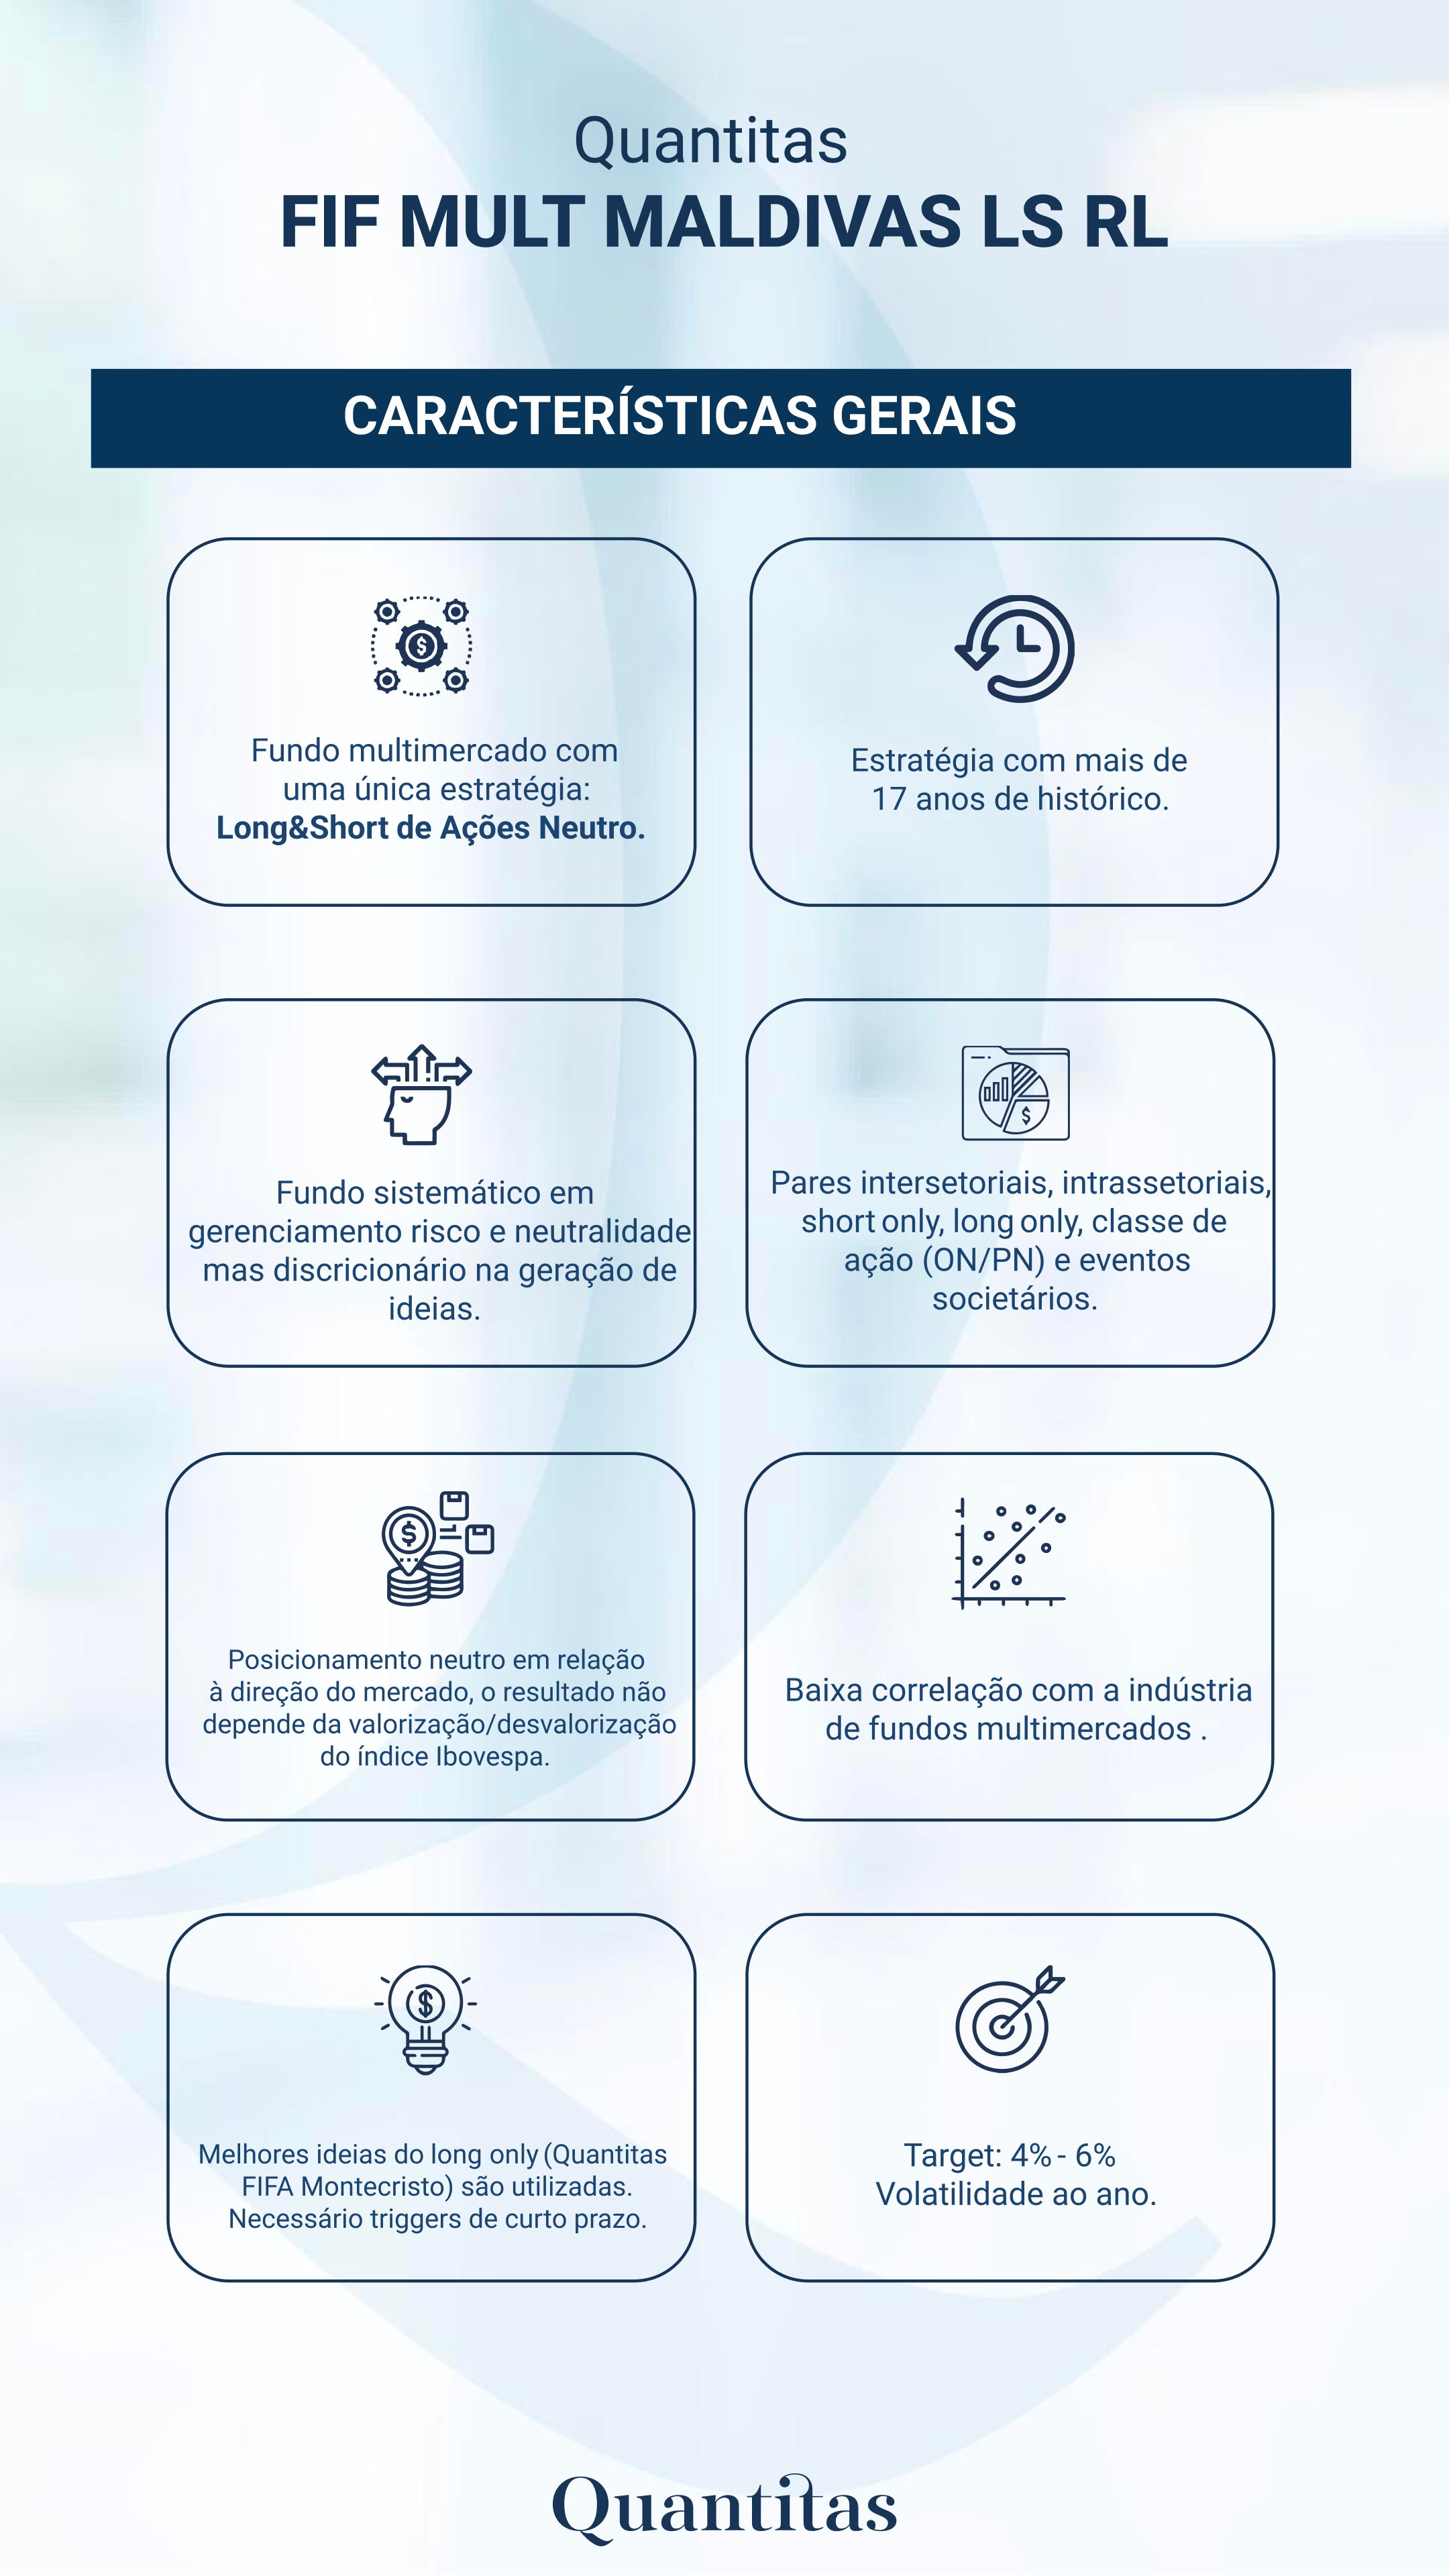 Quantitas
FIF MULT MALDIVAS LS RL
CARACTERÍSTICAS GERAIS
Fundo multimercado com
uma única estratégia:
Long&Short de Ações Neutro.
Estratégia com mais de
17 anos de histórico.
Fundo sistemático em
gerenciamento risco e neutralidade
mas discricionário na geração de
ideias.
Pares intersetoriais, intrassetoriais,
short only, long only, classe de
ação (ON/PN) e eventos
societários.
Posicionamento neutro em relação
à direção do mercado, o resultado não
depende da valorização/desvalorização
do índice Ibovespa.
Baixa correlação com a indústria
de fundos multimercados .
Melhores ideias do long only (Quantitas
FIFA Montecristo) são utilizadas.
Necessário triggers de curto prazo.
Target: 4% - 6%
Volatilidade ao ano.
Quantitas